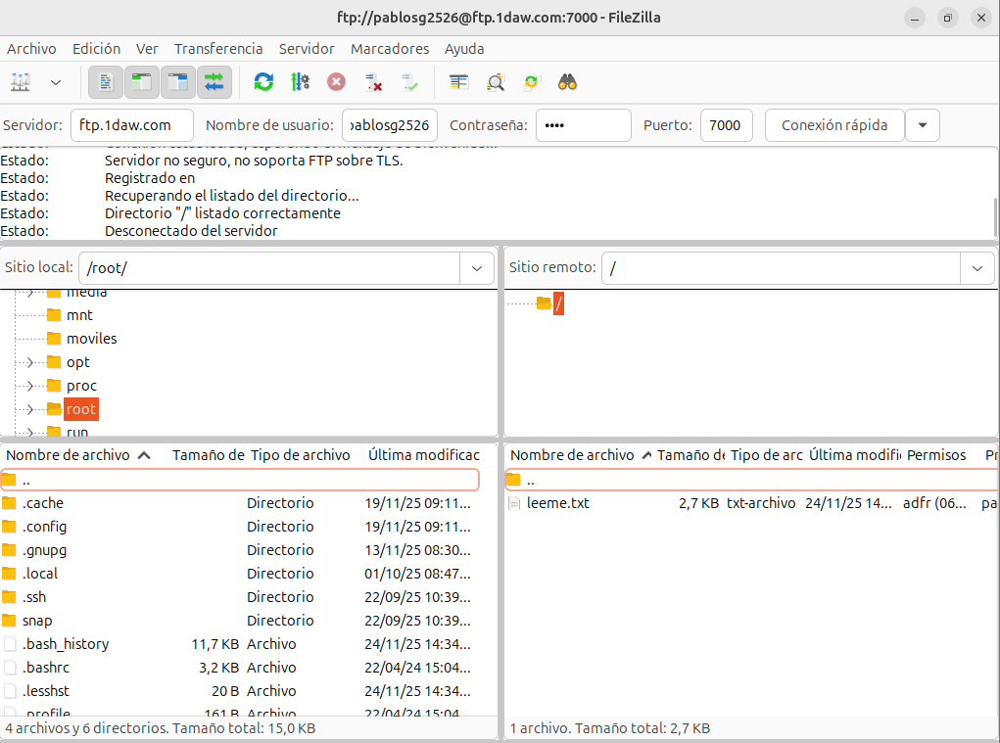 ftp://pablosg2526@ftp.1daw.com:7000 - FileZilla
Archivo Edición Ver Transferencia Servidor Marcadores Ayuda
Servidor: ftp.1daw.com Nombre de usuario: pablosg2526 Contraseña: •••• Puerto: 7000 Conexión rápida
Estado: Servidor no seguro, no soporta FTP sobre TLS.
Estado: Registrado en
Estado: Recuperando el listado del directorio...
Estado: Directorio "/" listado correctamente
Estado: Desconectado del servidor
Sitio local: /root/
media
mnt
moviles
opt
proc
root
run
Sitio remoto: /
/
Nombre de archivo Tamaño de Tipo de archivo Última modificac
..
.cache Directorio 19/11/25 09:11...
.config Directorio 19/11/25 09:11...
.gnupg Directorio 13/11/25 08:30...
.local Directorio 01/10/25 08:47...
.ssh Directorio 22/09/25 10:39...
snap Directorio 22/09/25 10:39...
.bash_history 11,7 KB Archivo 24/11/25 14:34...
.bashrc 3,2 KB Archivo 22/04/24 15:04...
.lesshst 20 B Archivo 24/11/25 14:34...
.profile 161 B Archivo 22/04/24 15:04
4 archivos y 6 directorios. Tamaño total: 15,0 KB
Nombre de archivo Tamaño de Tipo de arc Última modifi Permisos Pr
..
leeme.txt 2,7 KB txt-archivo 24/11/25 14... adfr (06... pa
1 archivo. Tamaño total: 2,7 KB